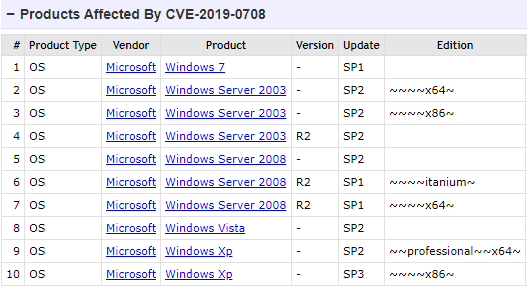 − Products Affected By CVE-2019-0708
# Product Type Vendor Product Version Update Edition
1 OS Microsoft Windows 7 - SP1
2 OS Microsoft Windows Server 2003 - SP2 ~~~~x64~
3 OS Microsoft Windows Server 2003 - SP2 ~~~~x86~
4 OS Microsoft Windows Server 2003 R2 - SP2
5 OS Microsoft Windows Server 2008 - SP2
6 OS Microsoft Windows Server 2008 R2 SP1 ~~~~itanium~
7 OS Microsoft Windows Server 2008 R2 SP1 ~~~~x64~
8 OS Microsoft Windows Vista - SP2
9 OS Microsoft Windows Xp - SP2 ~~professional~~x64~
10 OS Microsoft Windows Xp - SP3 ~~~~x86~